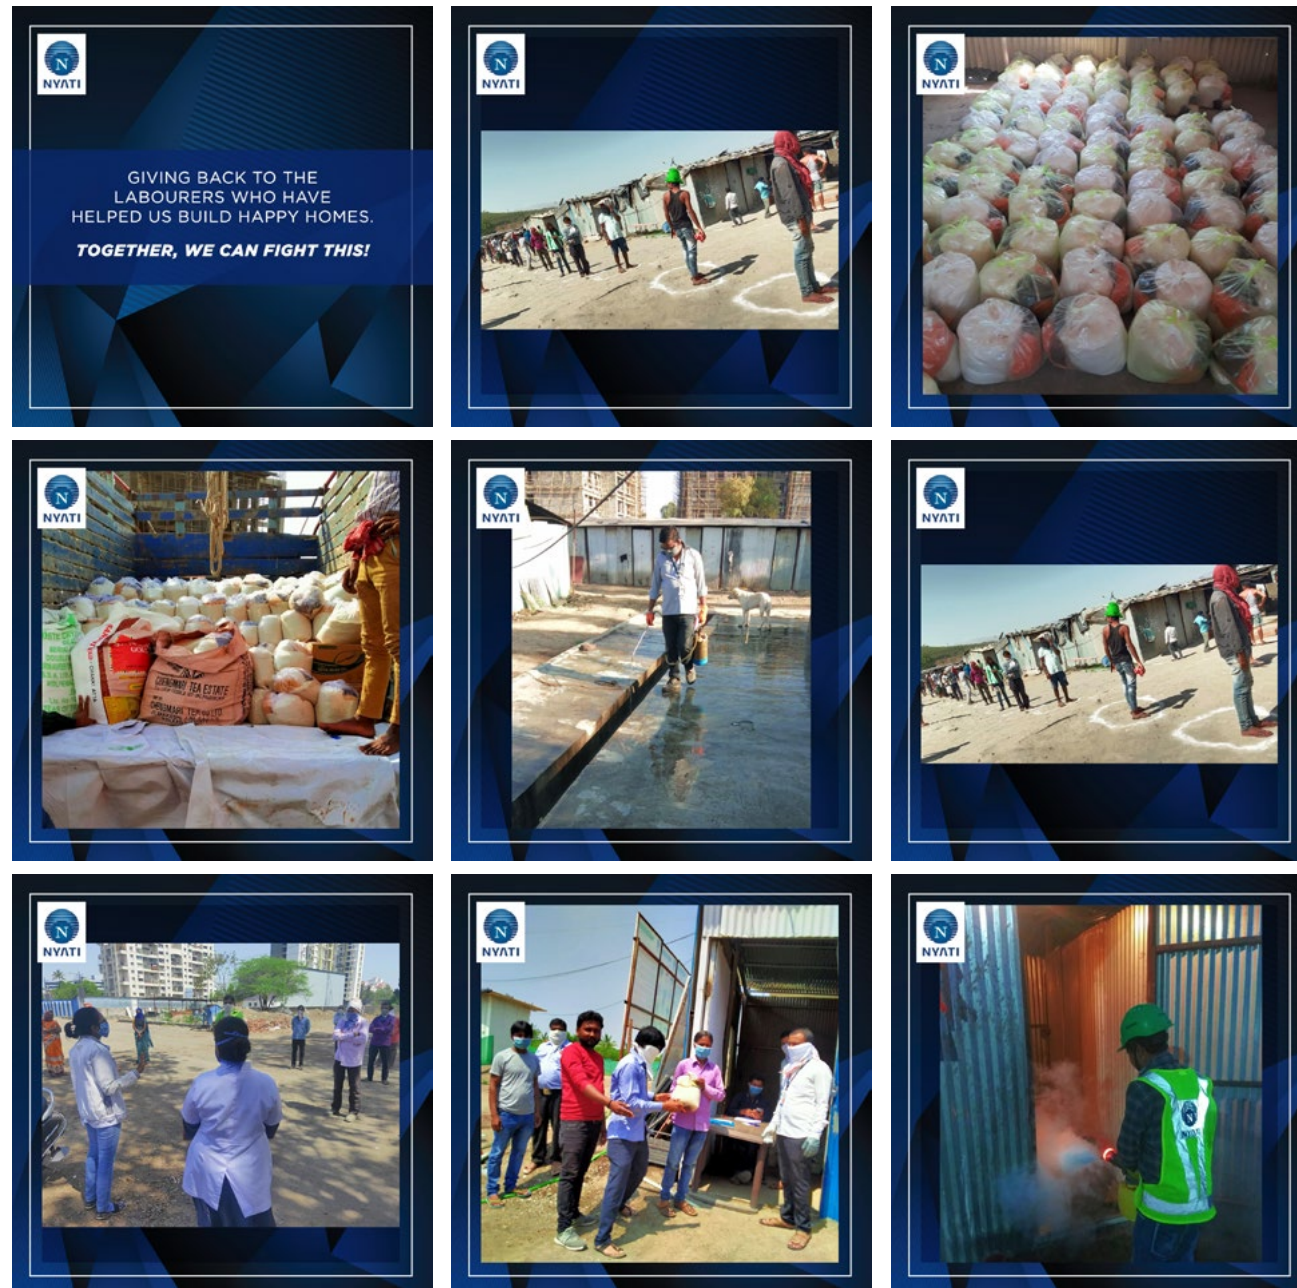 NYATI
GIVING BACK TO THE
LABOURERS WHO HAVE
HELPED US BUILD HAPPY HOMES.
TOGETHER, WE CAN FIGHT THIS!
NYATI
NYATI
NYATI
CHENGMARI TEA ESTATE
NYATI
NYATI
NYATI
NYATI
NYATI